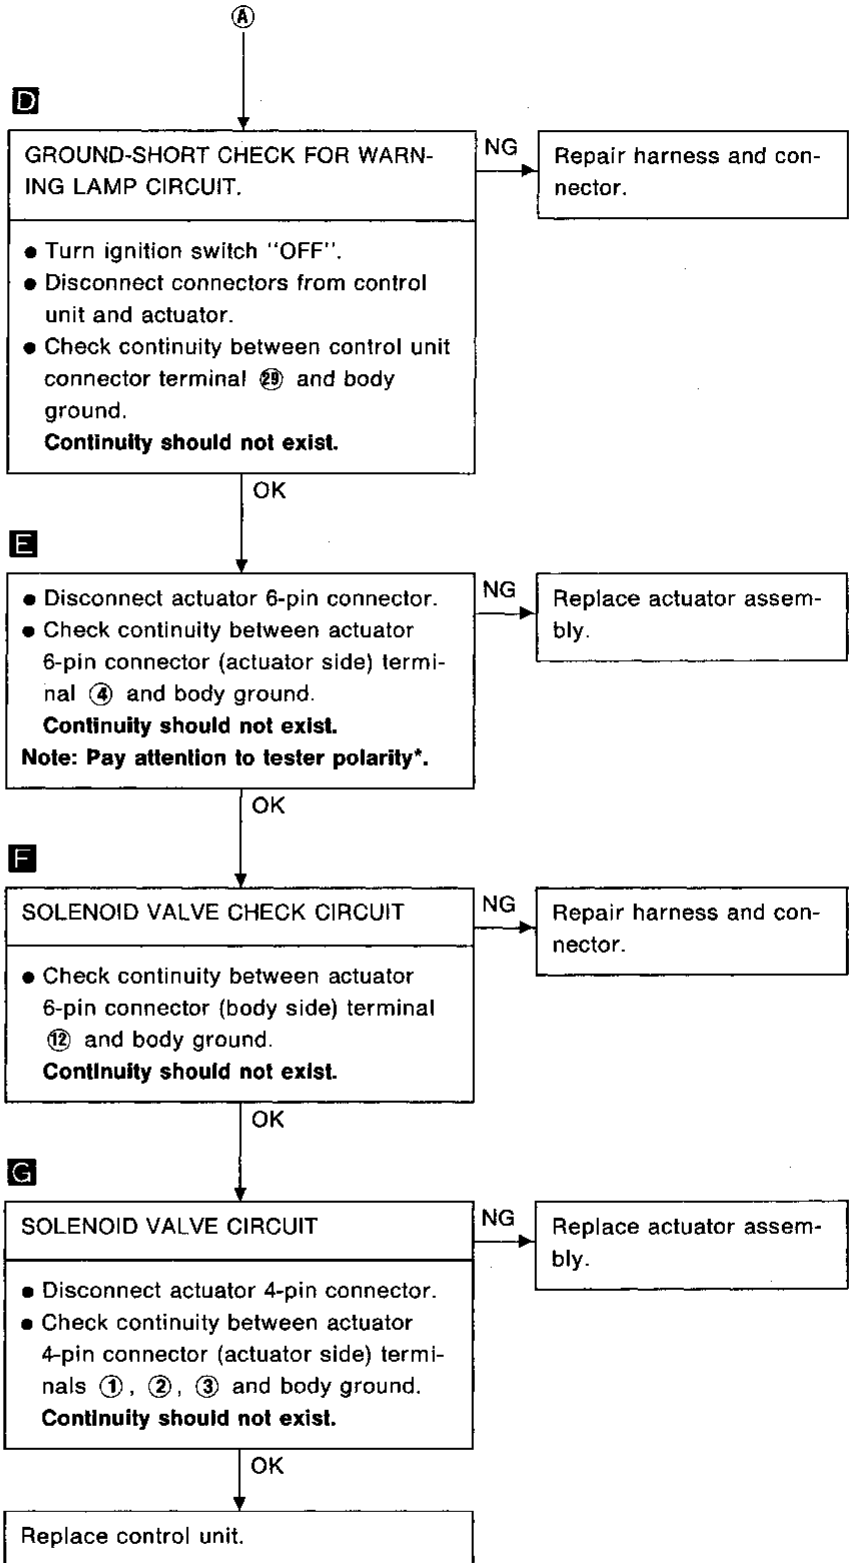 Ⓐ
D
GROUND-SHORT CHECK FOR WARN-
ING LAMP CIRCUIT.
NG
Repair harness and con-
nector.
● Turn ignition switch "OFF".
● Disconnect connectors from control
unit and actuator.
● Check continuity between control unit
connector terminal ㉙ and body
ground.
Continuity should not exist.
OK
E
● Disconnect actuator 6-pin connector.
● Check continuity between actuator
6-pin connector (actuator side) termi-
nal ④ and body ground.
Continuity should not exist.
Note: Pay attention to tester polarity*.
NG
Replace actuator assem-
bly.
OK
F
SOLENOID VALVE CHECK CIRCUIT
NG
Repair harness and con-
nector.
● Check continuity between actuator
6-pin connector (body side) terminal
⑫ and body ground.
Continuity should not exist.
OK
G
SOLENOID VALVE CIRCUIT
NG
Replace actuator assem-
bly.
● Disconnect actuator 4-pin connector.
● Check continuity between actuator
4-pin connector (actuator side) termi-
nals ①, ②, ③ and body ground.
Continuity should not exist.
OK
Replace control unit.